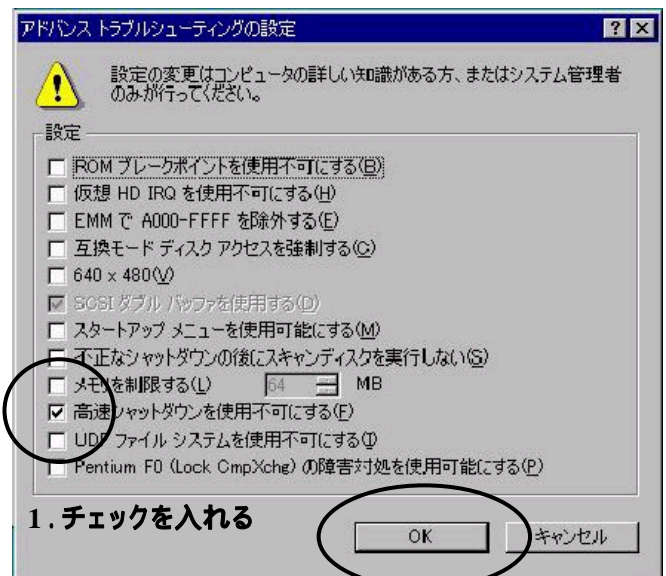 アドバンス トラブルシューティングの設定
設定の変更はコンピュータの詳しい知識がある方、またはシステム管理者
のみが行ってください。
設定
ROM ブレークポイントを使用不可にする(B)
仮想 HD IRQ を使用不可にする(H)
EMM で A000-FFFF を除外する(E)
互換モード ディスク アクセスを強制する(C)
640 x 480(V)
SCSI ダブル バッファを使用する(D)
スタートアップ メニューを使用可能にする(M)
不正なシャットダウンの後にスキャンディスクを実行しない(S)
メモリを制限する(L) 64 MB
高速シャットダウンを使用不可にする(F)
UDF ファイル システムを使用不可にする(I)
Pentium F0 (Lock CmpXchg) の障害対処を使用可能にする(P)
1.チェックを入れる
OK キャンセル